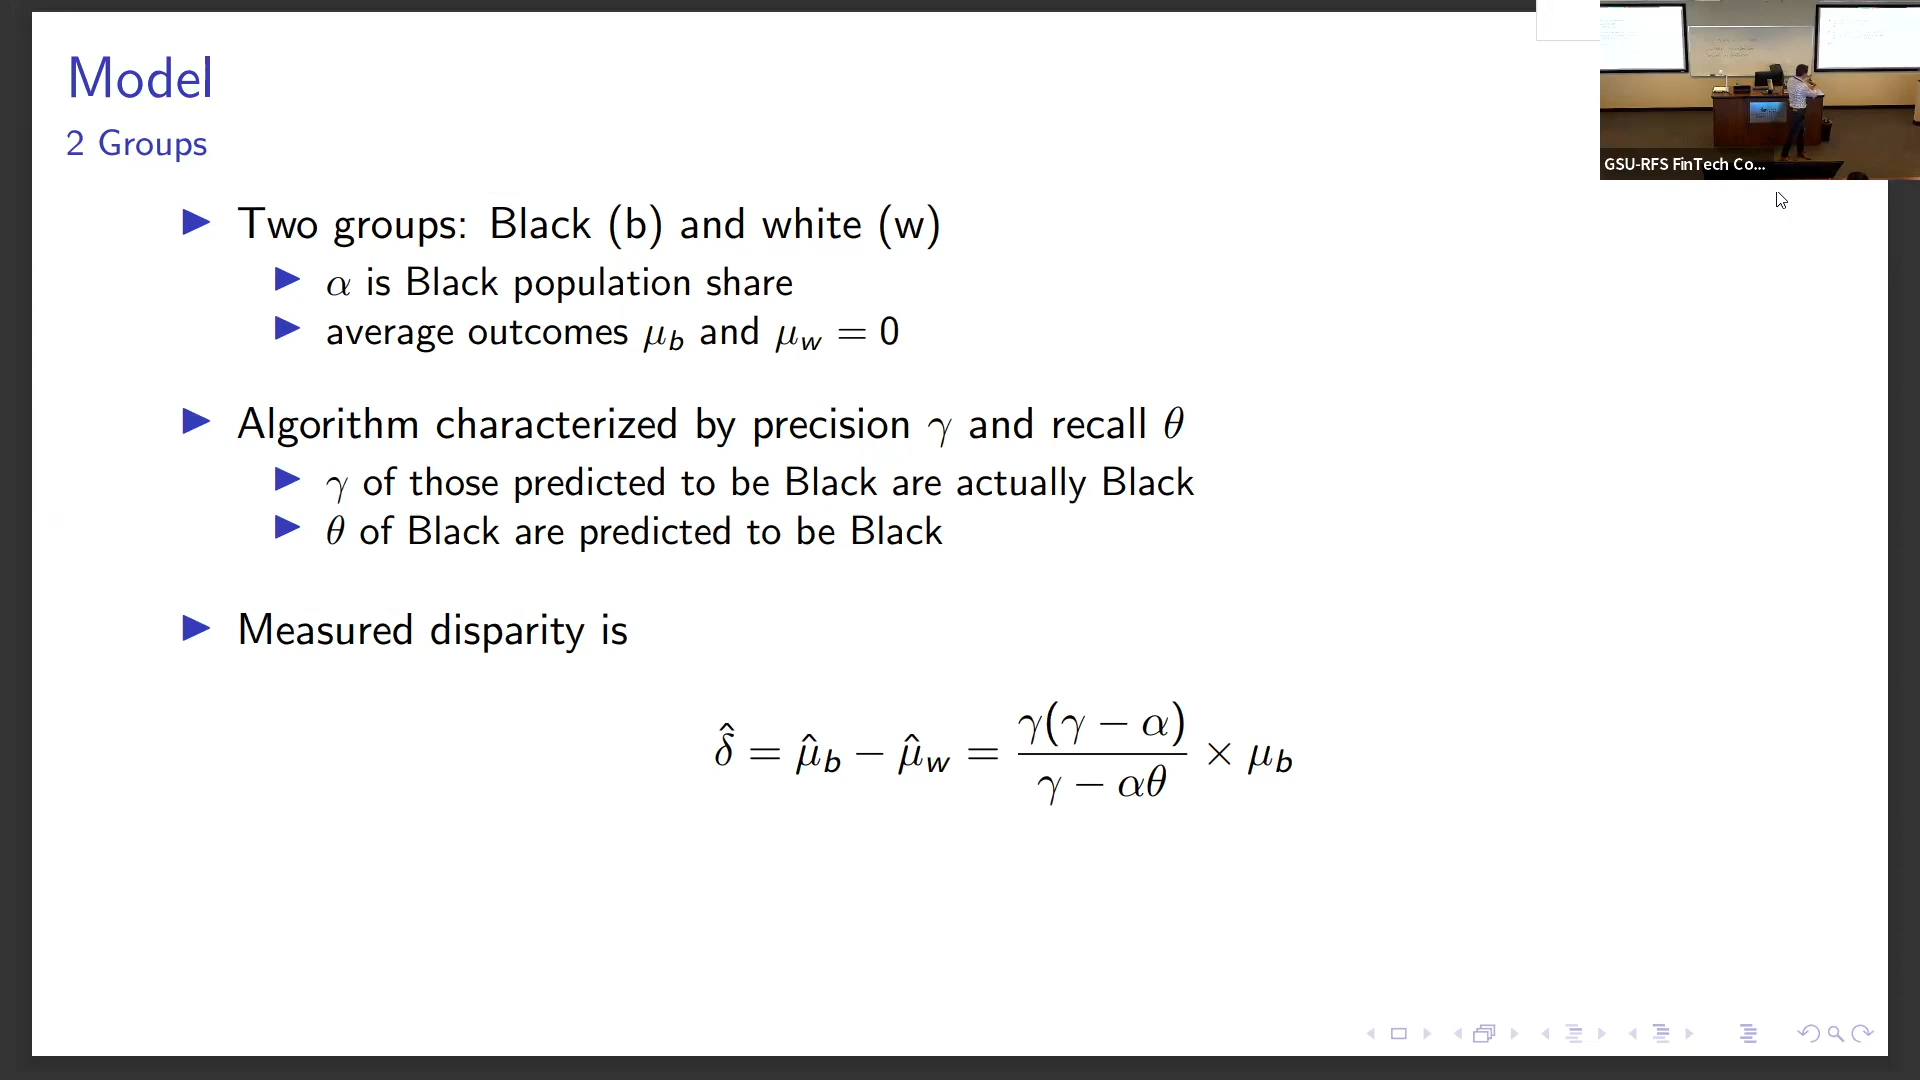 Model
2 Groups
Two groups: Black (b) and white (w)
α is Black population share
average outcomes μ_b and μ_w = 0
Algorithm characterized by precision γ and recall θ
γ of those predicted to be Black are actually Black
θ of Black are predicted to be Black
Measured disparity is
δ̂ = μ̂_b − μ̂_w = γ(γ − α) / (γ − αθ) × μ_b
GSU-RFS FinTech Co...